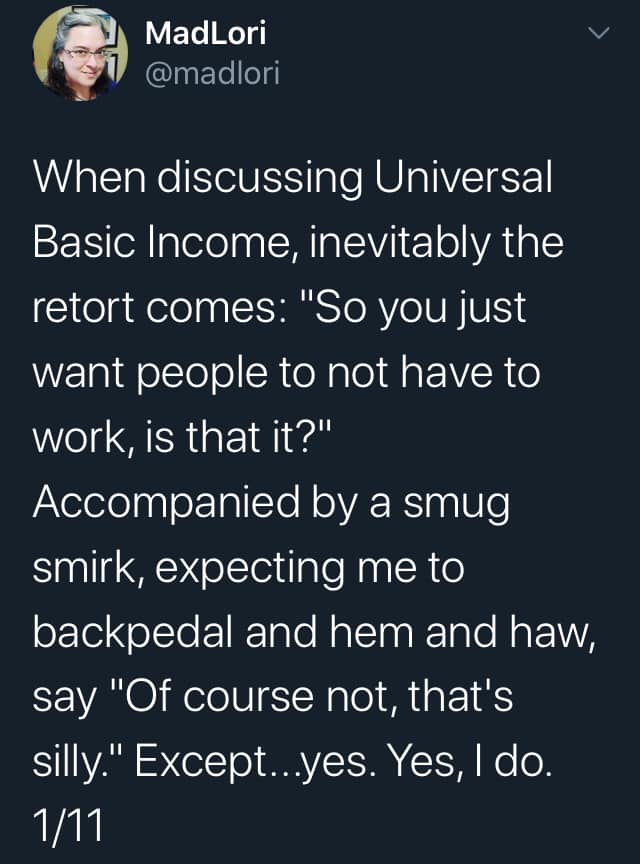 MadLori
@madlori
When discussing Universal
Basic Income, inevitably the
retort comes: "So you just
want people to not have to
work, is that it?"
Accompanied by a smug
smirk, expecting me to
backpedal and hem and haw,
say "Of course not, that's
silly." Except...yes. Yes, I do.
1/11